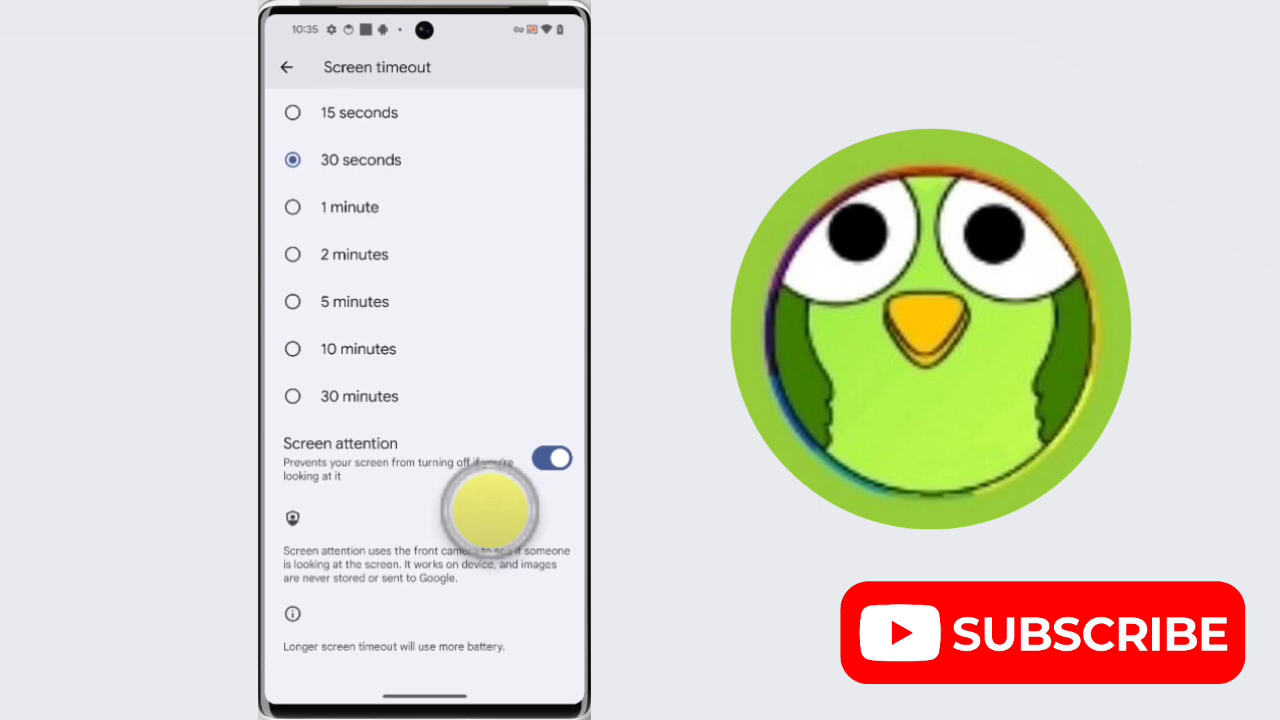 10:35
Screen timeout
15 seconds
30 seconds
1 minute
2 minutes
5 minutes
10 minutes
30 minutes
Screen attention
Prevents your screen from turning off if you're
looking at it
Screen attention uses the front camera to see if someone
is looking at the screen. It works on device, and images
are never stored or sent to Google.
Longer screen timeout will use more battery.
SUBSCRIBE